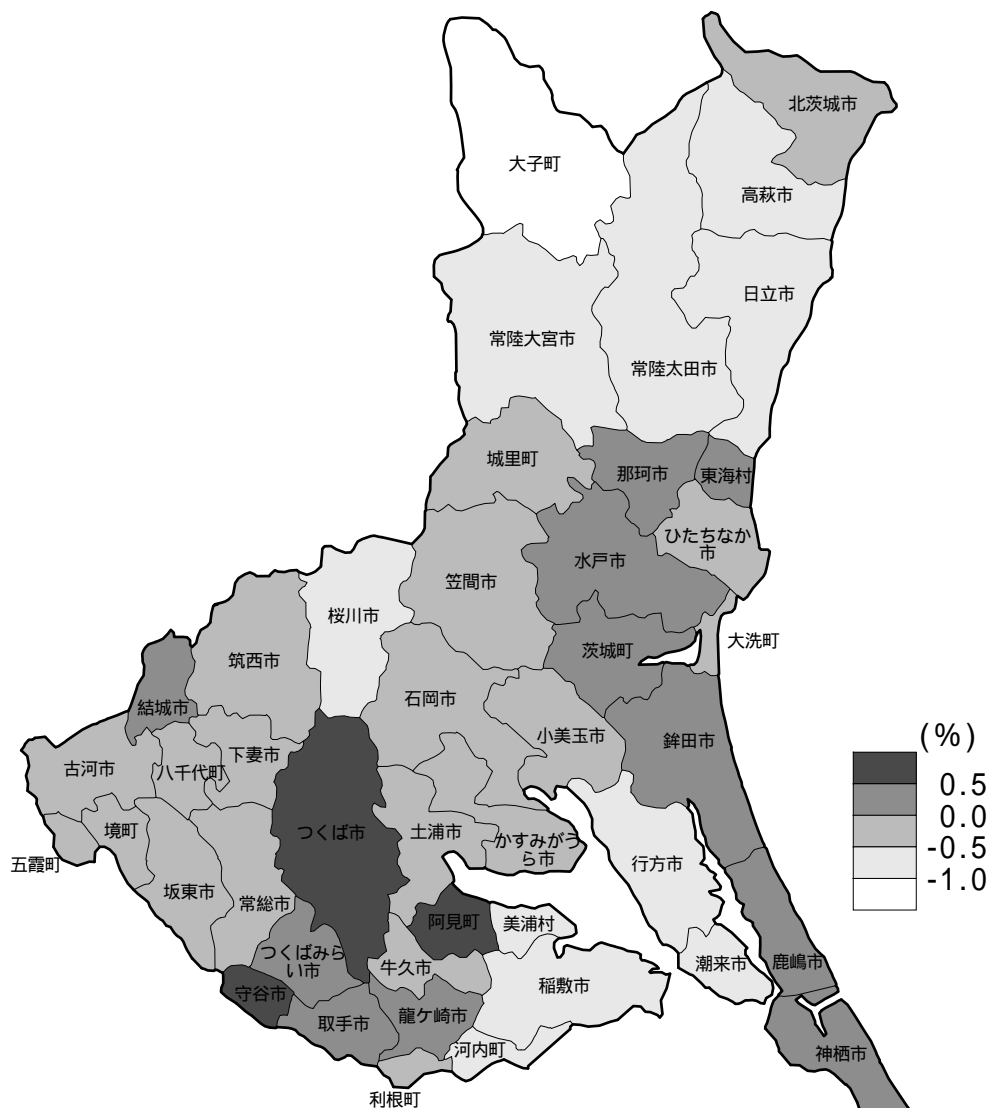 北茨城市
大子町
高萩市
日立市
常陸大宮市
常陸太田市
城里町
那珂市
東海村
ひたちなか
市
水戸市
笠間市
桜川市
茨城町
大洗町
筑西市
石岡市
結城市
小美玉市
鉾田市
下妻市
古河市
八千代町
(%)
0.5
0.0
-0.5
-1.0
境町
つくば市
土浦市
かすみがう
ら市
五霞町
行方市
坂東市
常総市
阿見町
美浦村
つくばみら
い市
牛久市
潮来市
鹿嶋市
稲敷市
守谷市
取手市
龍ケ崎市
河内町
神栖市
利根町